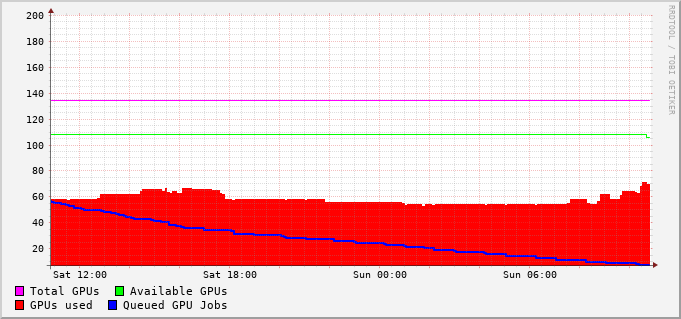 200
180
160
140
120
100
80
60
40
20
Sat 12:00 Sat 18:00 Sun 00:00 Sun 06:00
Total GPUs Available GPUs
GPUs used Queued GPU Jobs
RRDTOOL / TOBI OETIKER